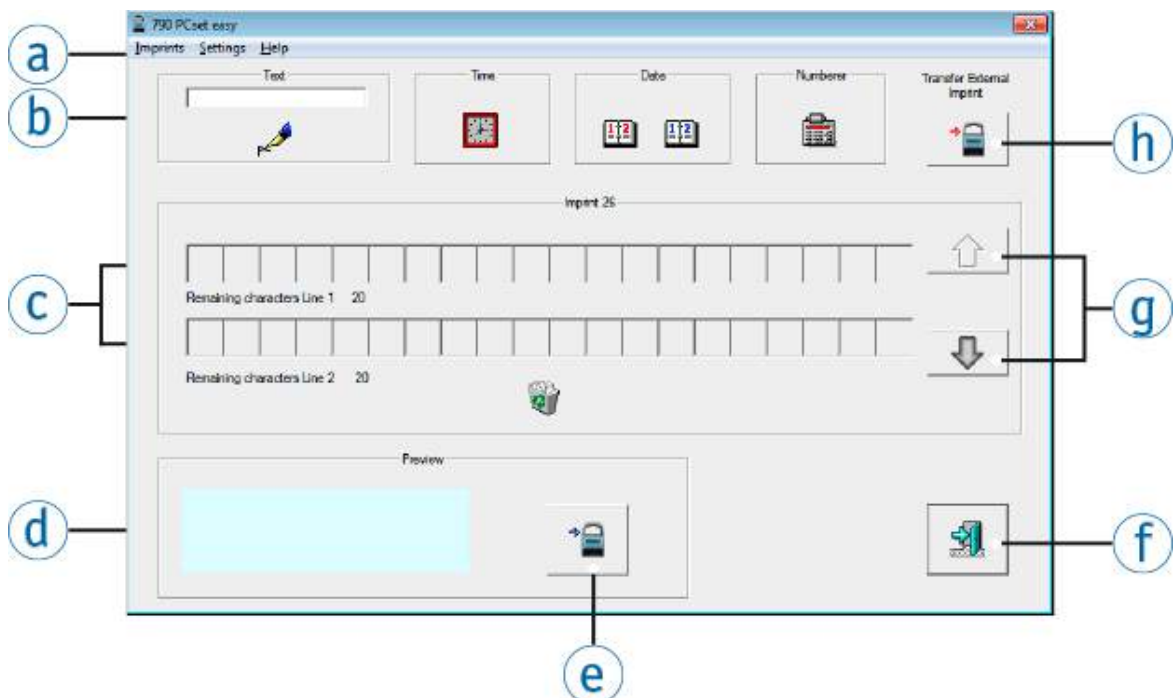 790 PCset easy
Imprints Settings Help
Text
Time
Date
Numberer
Transfer External
Imprint
Imprint 26
Remaining characters Line 1 20
Remaining characters Line 2 20
Preview
a
b
c
d
e
f
g
h